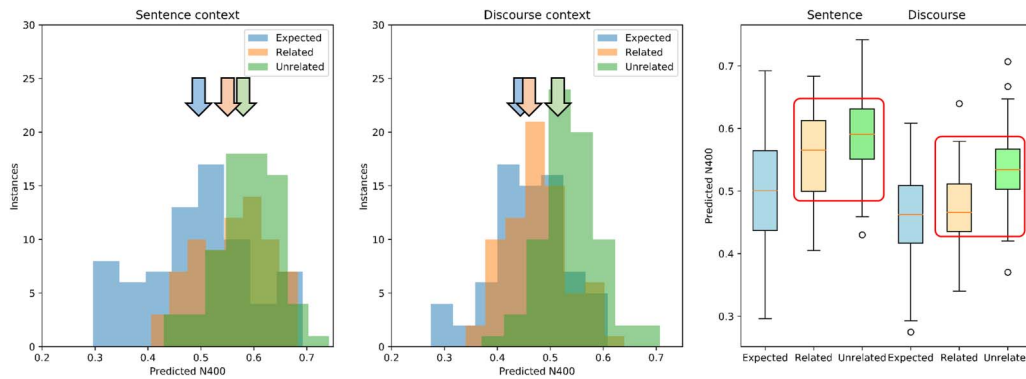 Sentence context
Expected
Related
Unrelated
Instances
30
25
20
15
10
5
0
0.2 0.3 0.4 0.5 0.6 0.7
Predicted N400
Discourse context
Expected
Related
Unrelated
Instances
30
25
20
15
10
5
0
0.2 0.3 0.4 0.5 0.6 0.7
Predicted N400
Sentence Discourse
Predicted N400
0.7
0.6
0.5
0.4
0.3
Expected Related Unrelated Expected Related Unrelated